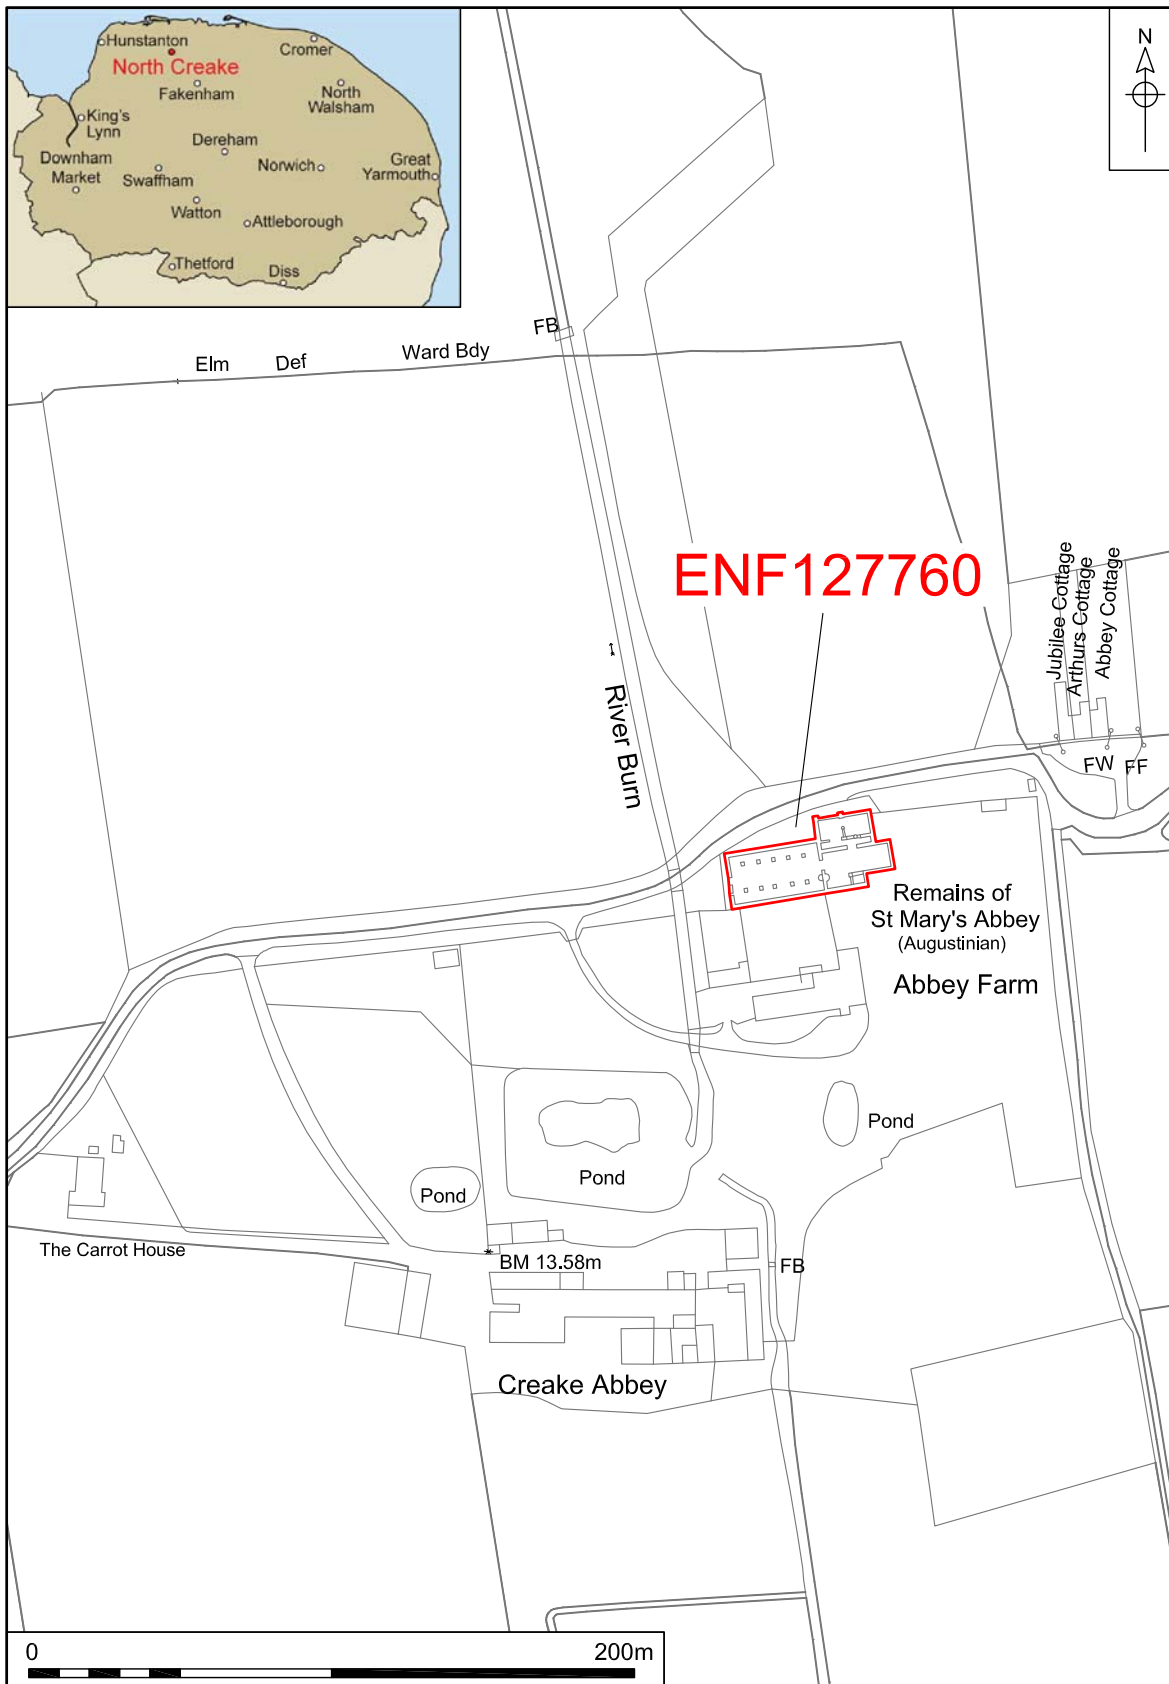 Hunstanton
Cromer
North Creake
Fakenham
North
Walsham
King's
Lynn
Dereham
Downham
Market
Swaffham
Norwich
Great
Yarmouth
Watton
Attleborough
Thetford
Diss
N
FB
Elm Def Ward Bdy
ENF127760
Jubilee Cottage
Arthurs Cottage
Abbey Cottage
River Burn
FW FF
Remains of
St Mary's Abbey
(Augustinian)
Abbey Farm
Pond
Pond
Pond
The Carrot House
BM 13.58m
FB
Creake Abbey
0 200m